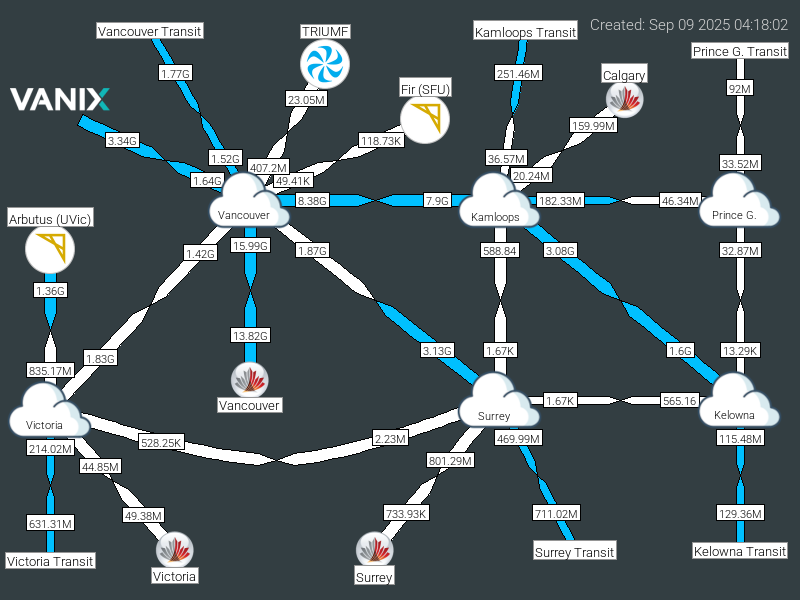 Created: Sep 09 2025 04:18:02
Vancouver Transit
TRIUMF
Kamloops Transit
Prince G. Transit
1.77G
251.46M
Calgary
Fir (SFU)
92M
VANIX
23.05M
159.99M
3.34G
118.73K
1.52G
407.2M
36.57M
33.52M
1.64G
49.41K
20.24M
8.38G
7.9G
182.33M
46.34M
Arbutus (UVic)
Vancouver
Kamloops
Prince G.
1.42G
15.99G
1.87G
588.84
3.08G
32.87M
1.36G
13.82G
1.83G
3.13G
1.67K
1.6G
13.29K
835.17M
Vancouver
1.67K
565.16
Victoria
Surrey
Kelowna
528.25K
2.23M
469.99M
115.48M
214.02M
44.85M
801.29M
631.31M
49.38M
733.93K
711.02M
129.36M
Victoria Transit
Victoria
Surrey
Surrey Transit
Kelowna Transit